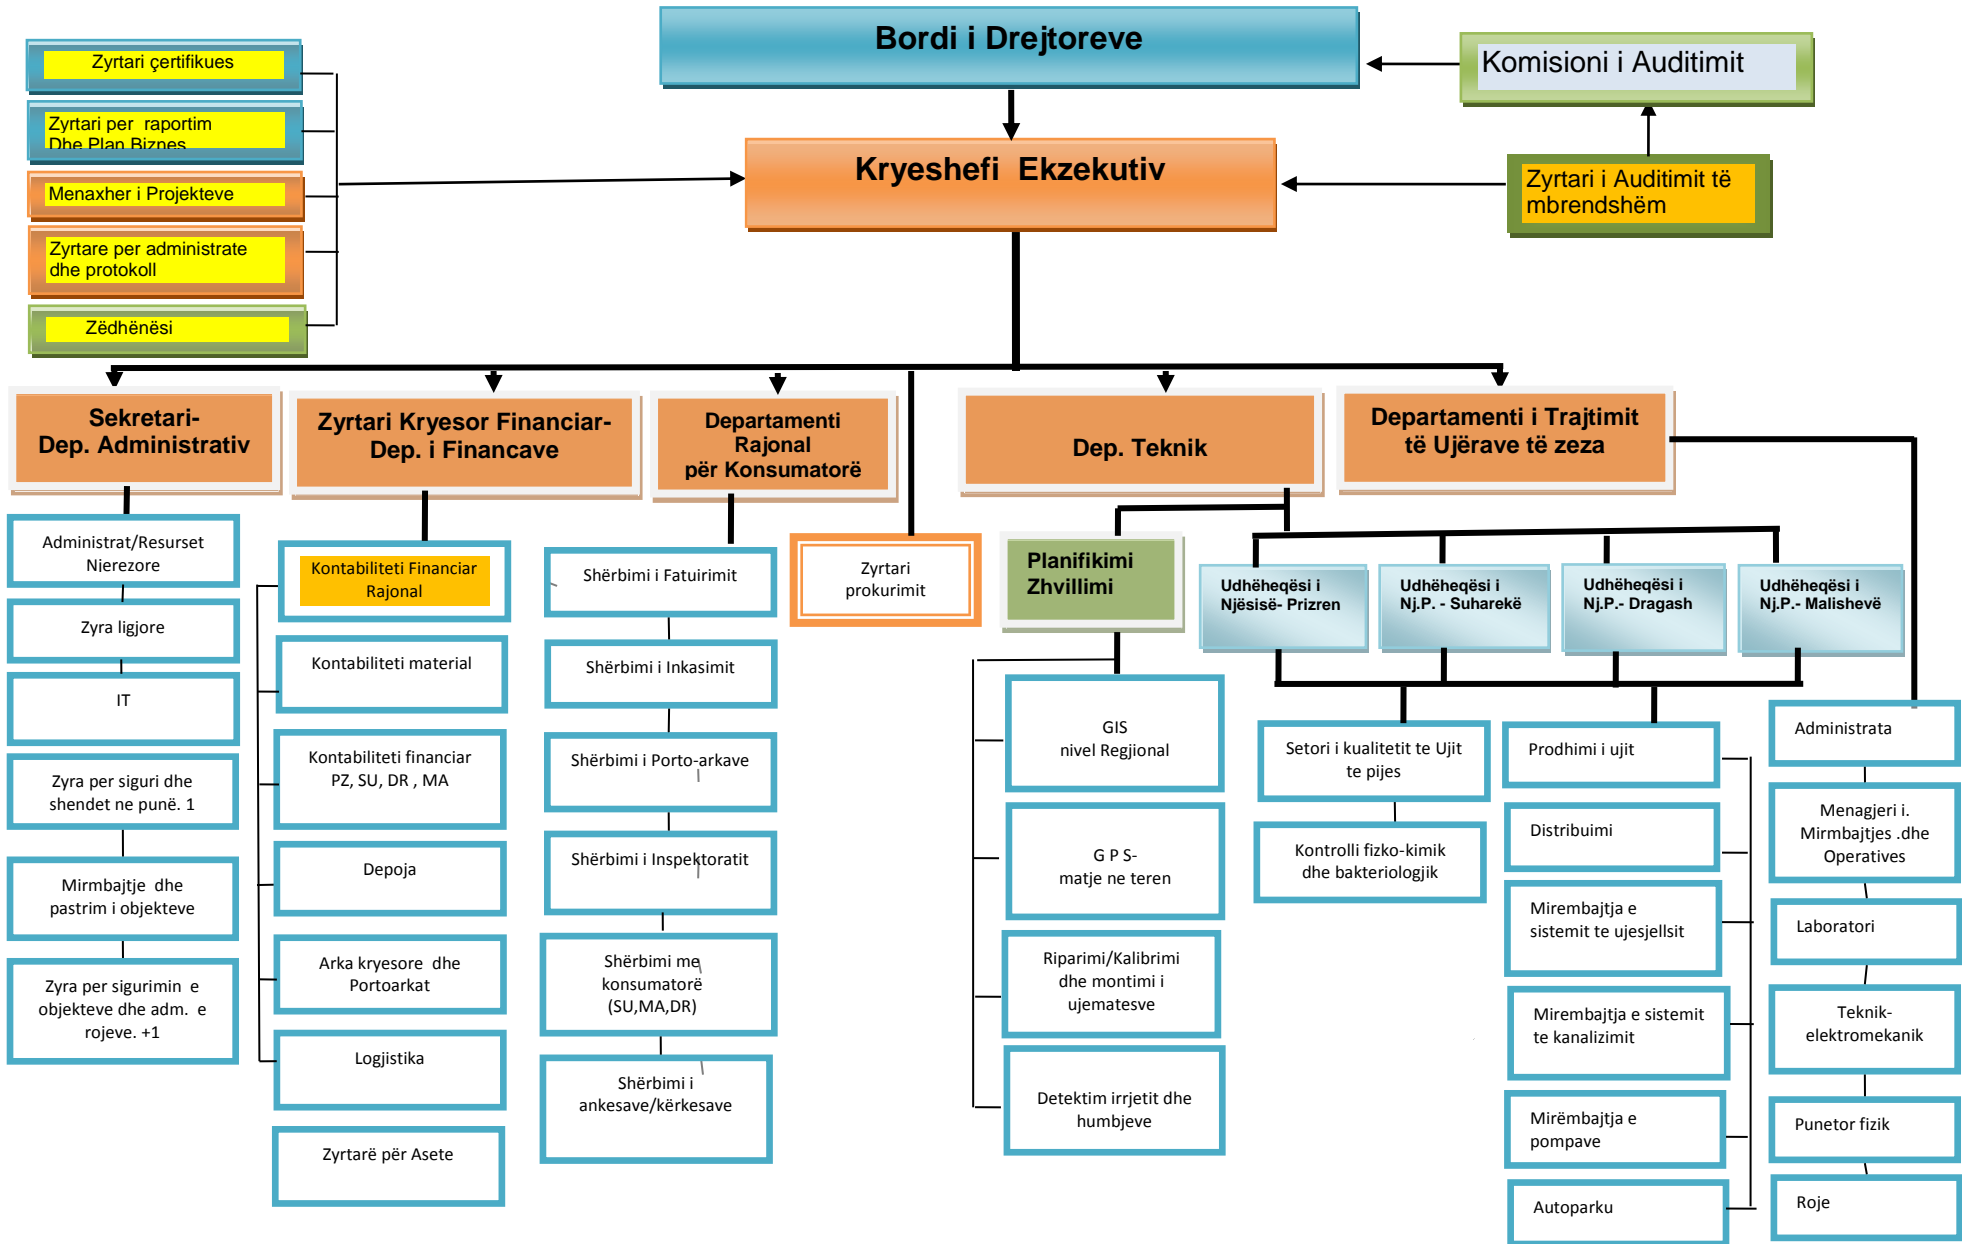 Bordi i Drejtoreve
Komisioni i Auditimit
Zyrtari çertifikues
Zyrtari per  raportim
Dhe Plan Biznes
Menaxher i Projekteve
Zyrtare per administrate
dhe protokoll
Zëdhënësi
Kryeshefi  Ekzekutiv
Zyrtari i Auditimit të
mbrendshëm
Sekretari-
Dep. Administrativ
Zyrtari Kryesor Financiar-
Dep. i Financave
Departamenti
Rajonal
për Konsumatorë
Dep. Teknik
Departamenti i Trajtimit
të Ujërave të zeza
Administrat/Resurset
Njerezore
Zyra ligjore
IT
Zyra per siguri dhe
shendet ne punë. 1
Mirmbajtje  dhe
pastrim i objekteve
Zyra per sigurimin  e
objekteve dhe adm.  e
rojeve. +1
Kontabiliteti Financiar
Rajonal
Kontabiliteti material
Kontabiliteti financiar
PZ, SU, DR , MA
Depoja
Arka kryesore  dhe
Portoarkat
Logjistika
Zyrtarë për Asete
Shërbimi i Fatuirimit
Shërbimi i Inkasimit
Shërbimi i Porto-arkave
Shërbimi i Inspektoratit
Shërbimi me
konsumatorë
(SU,MA,DR)
Shërbimi i
ankesave/kërkesave
Zyrtari
prokurimit
Planifikimi
Zhvillimi
GIS
nivel Regjional
G P S-
matje ne teren
Riparimi/Kalibrimi
dhe montimi i
ujematesve
Detektim irrjetit dhe
humbjeve
Udhëheqësi i
Njësisë- Prizren
Udhëheqësi i
Nj.P. - Suharekë
Udhëheqësi i
Nj.P.- Dragash
Udhëheqësi i
Nj.P.- Malishevë
Setori i kualitetit te Ujit
te pijes
Kontrolli fizko-kimik
dhe bakteriologjik
Prodhimi i ujit
Distribuimi
Mirembajtja e
sistemit te ujesjellsit
Mirembajtja e sistemit
te kanalizimit
Mirëmbajtja e
pompave
Autoparku
Administrata
Menagjeri i.
Mirmbajtjes .dhe
Operatives
Laboratori
Teknik-
elektromekanik
Punetor fizik
Roje